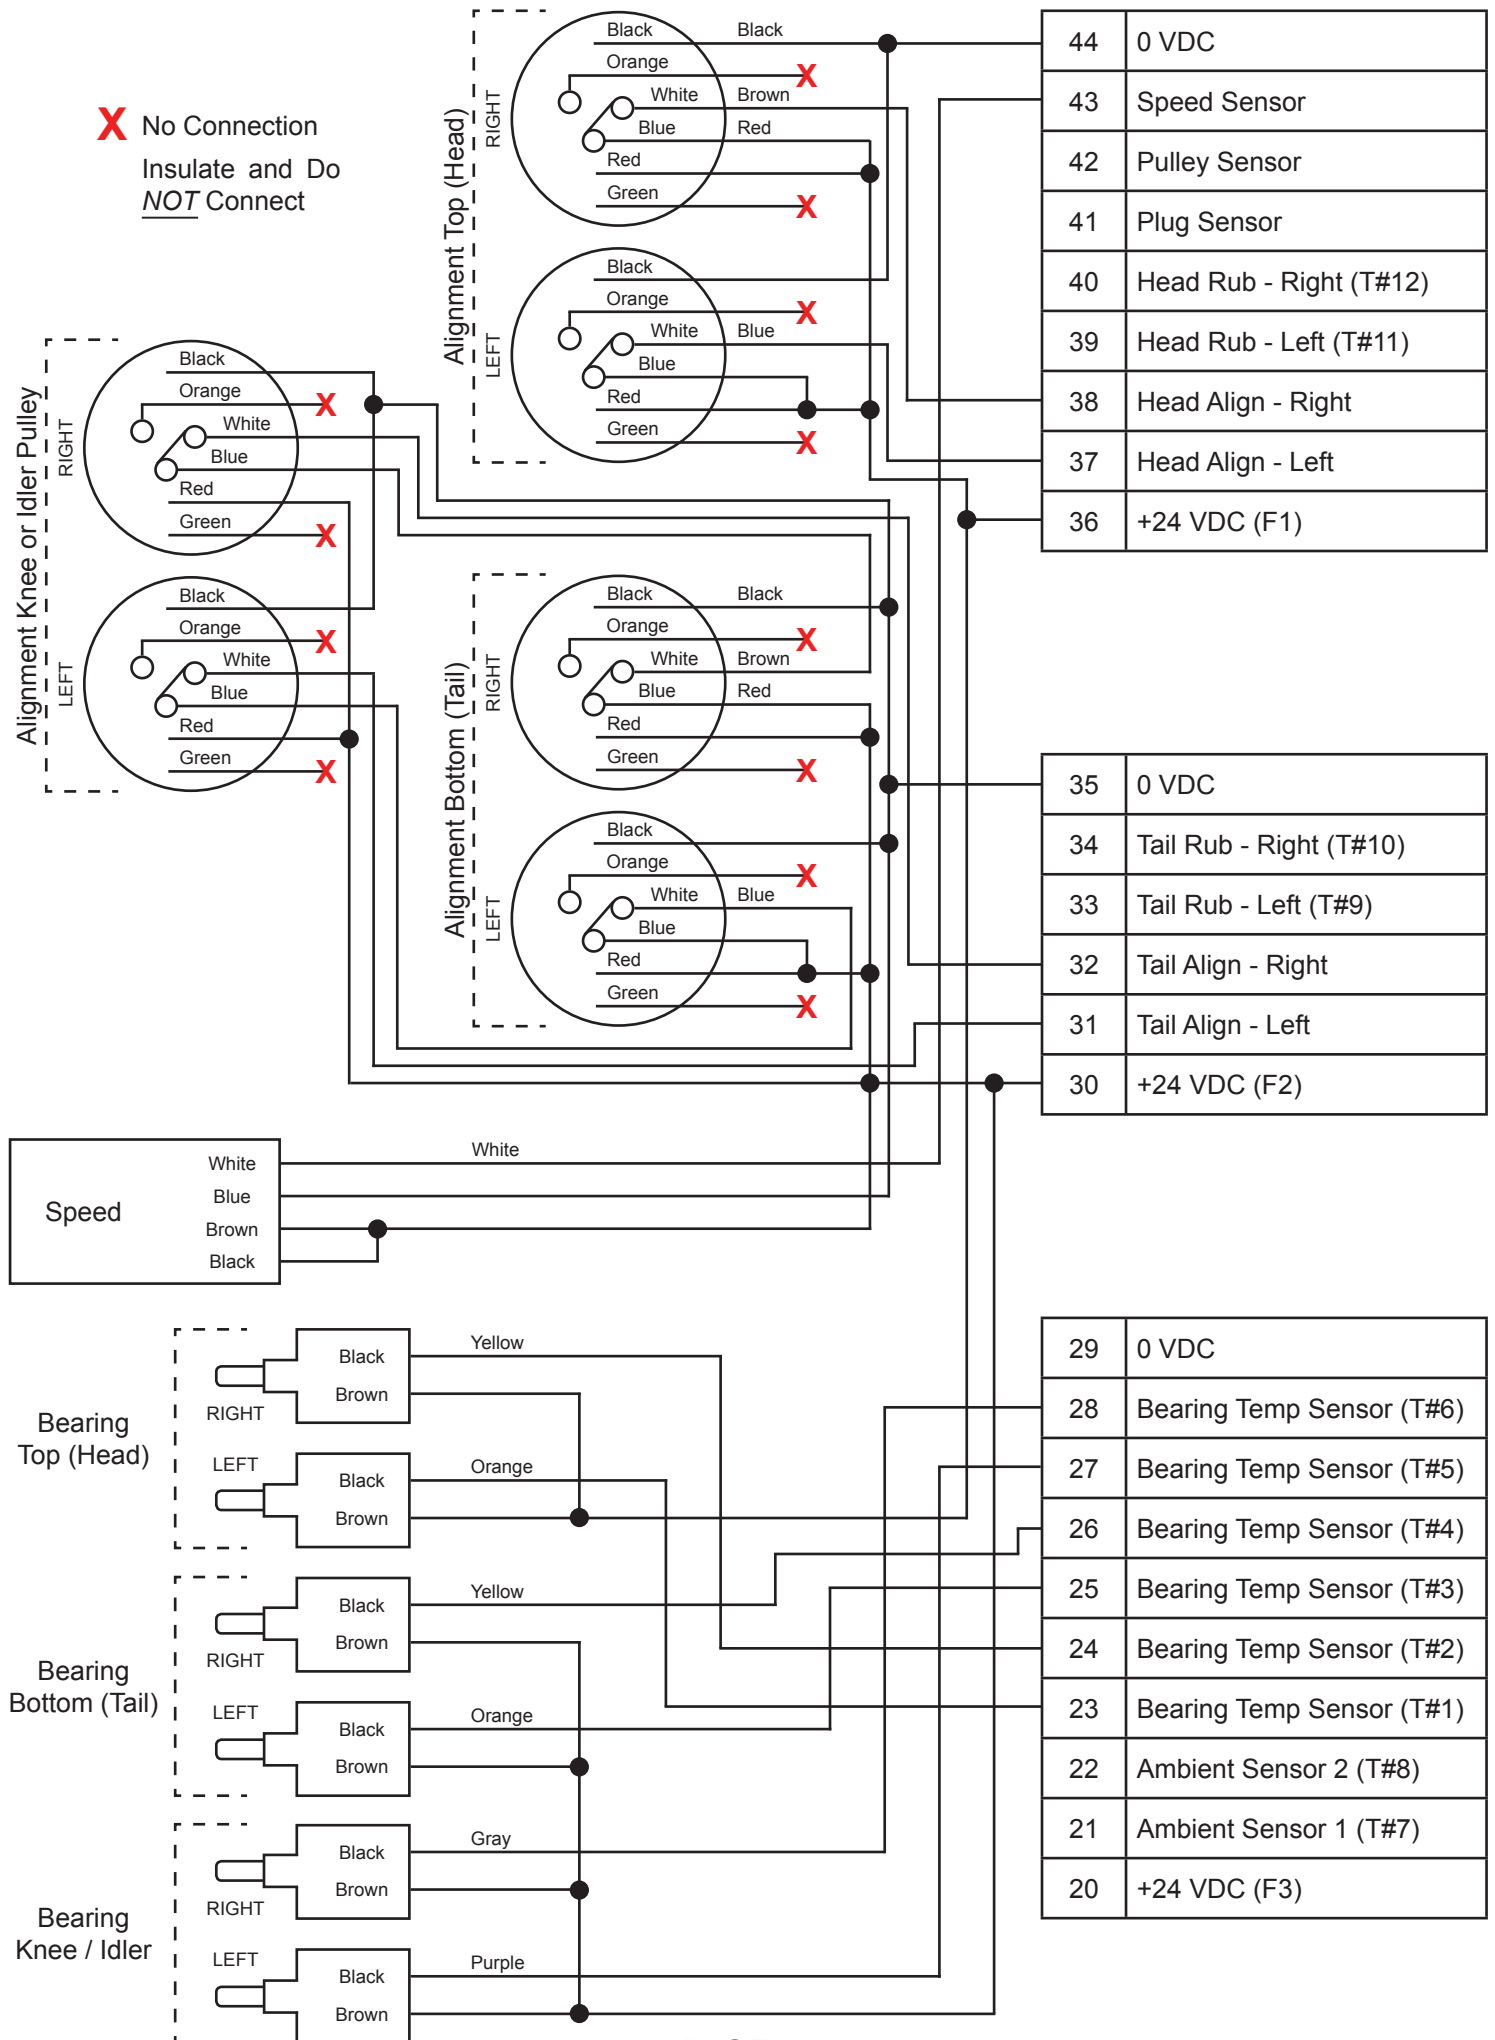 X No Connection
Insulate and Do
NOT Connect
Alignment Top (Head)
RIGHT
Black Black
Orange X
White Brown
Blue Red
Red
Green X
LEFT
Black
Orange X
White Blue
Blue
Red
Green X
Alignment Knee or Idler Pulley
RIGHT
Black
Orange X
White
Blue
Red
Green X
LEFT
Black
Orange X
White
Blue
Red
Green X
Alignment Bottom (Tail)
RIGHT
Black Black
Orange X
White Brown
Blue Red
Red
Green X
LEFT
Black
Orange X
White Blue
Blue
Red
Green X
44 0 VDC
43 Speed Sensor
42 Pulley Sensor
41 Plug Sensor
40 Head Rub - Right (T#12)
39 Head Rub - Left (T#11)
38 Head Align - Right
37 Head Align - Left
36 +24 VDC (F1)
35 0 VDC
34 Tail Rub - Right (T#10)
33 Tail Rub - Left (T#9)
32 Tail Align - Right
31 Tail Align - Left
30 +24 VDC (F2)
Speed
White White
Blue
Brown
Black
Bearing
Top (Head)
RIGHT
Black Yellow
Brown
LEFT
Black Orange
Brown
Bearing
Bottom (Tail)
RIGHT
Black Yellow
Brown
LEFT
Black Orange
Brown
Bearing
Knee / Idler
RIGHT
Black Gray
Brown
LEFT
Black Purple
Brown
29 0 VDC
28 Bearing Temp Sensor (T#6)
27 Bearing Temp Sensor (T#5)
26 Bearing Temp Sensor (T#4)
25 Bearing Temp Sensor (T#3)
24 Bearing Temp Sensor (T#2)
23 Bearing Temp Sensor (T#1)
22 Ambient Sensor 2 (T#8)
21 Ambient Sensor 1 (T#7)
20 +24 VDC (F3)